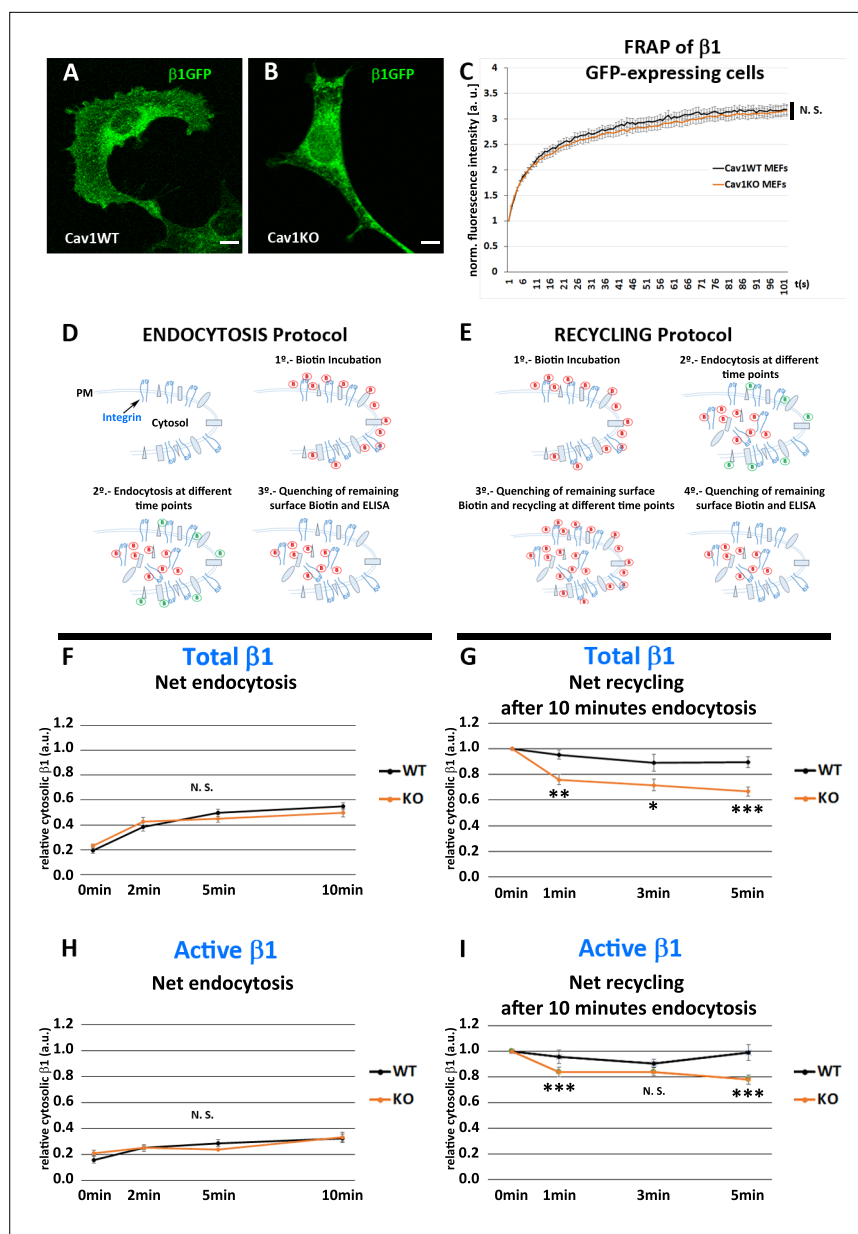 A
β1GFP
Cav1WT
B
β1GFP
Cav1KO
C
FRAP of β1
GFP-expressing cells
norm. fluorescence intensity [a. u.]
4
3.5
3
2.5
2
1.5
1
0.5
0
N. S.
Cav1WT MEFs
Cav1KO MEFs
1 6 11 16 21 26 31 36 41 46 51 56 61 66 71 76 81 86 91 96 101 t(s)
D
ENDOCYTOSIS Protocol
PM
Integrin
Cytosol
1º.- Biotin Incubation
2º.- Endocytosis at different
time points
3º.- Quenching of remaining
surface Biotin and ELISA
E
RECYCLING Protocol
1º.- Biotin Incubation
2º.- Endocytosis at different
time points
3º.- Quenching of remaining surface
Biotin and recycling at different time points
4º.- Quenching of remaining
surface Biotin and ELISA
F
Total β1
Net endocytosis
relative cytosolic β1 (a.u.)
1.2
1.0
0.8
0.6
0.4
0.2
0.0
N. S.
WT
KO
0min 2min 5min 10min
G
Total β1
Net recycling
after 10 minutes endocytosis
relative cytosolic β1 (a.u.)
1.2
1.0
0.8
0.6
0.4
0.2
0.0
** * ***
WT
KO
0min 1min 3min 5min
H
Active β1
Net endocytosis
relative cytosolic β1 (a.u.)
1.2
1.0
0.8
0.6
0.4
0.2
0.0
N. S.
WT
KO
0min 2min 5min 10min
I
Active β1
Net recycling
after 10 minutes endocytosis
relative cytosolic β1 (a.u.)
1.2
1.0
0.8
0.6
0.4
0.2
0.0
*** N. S. ***
WT
KO
0min 1min 3min 5min